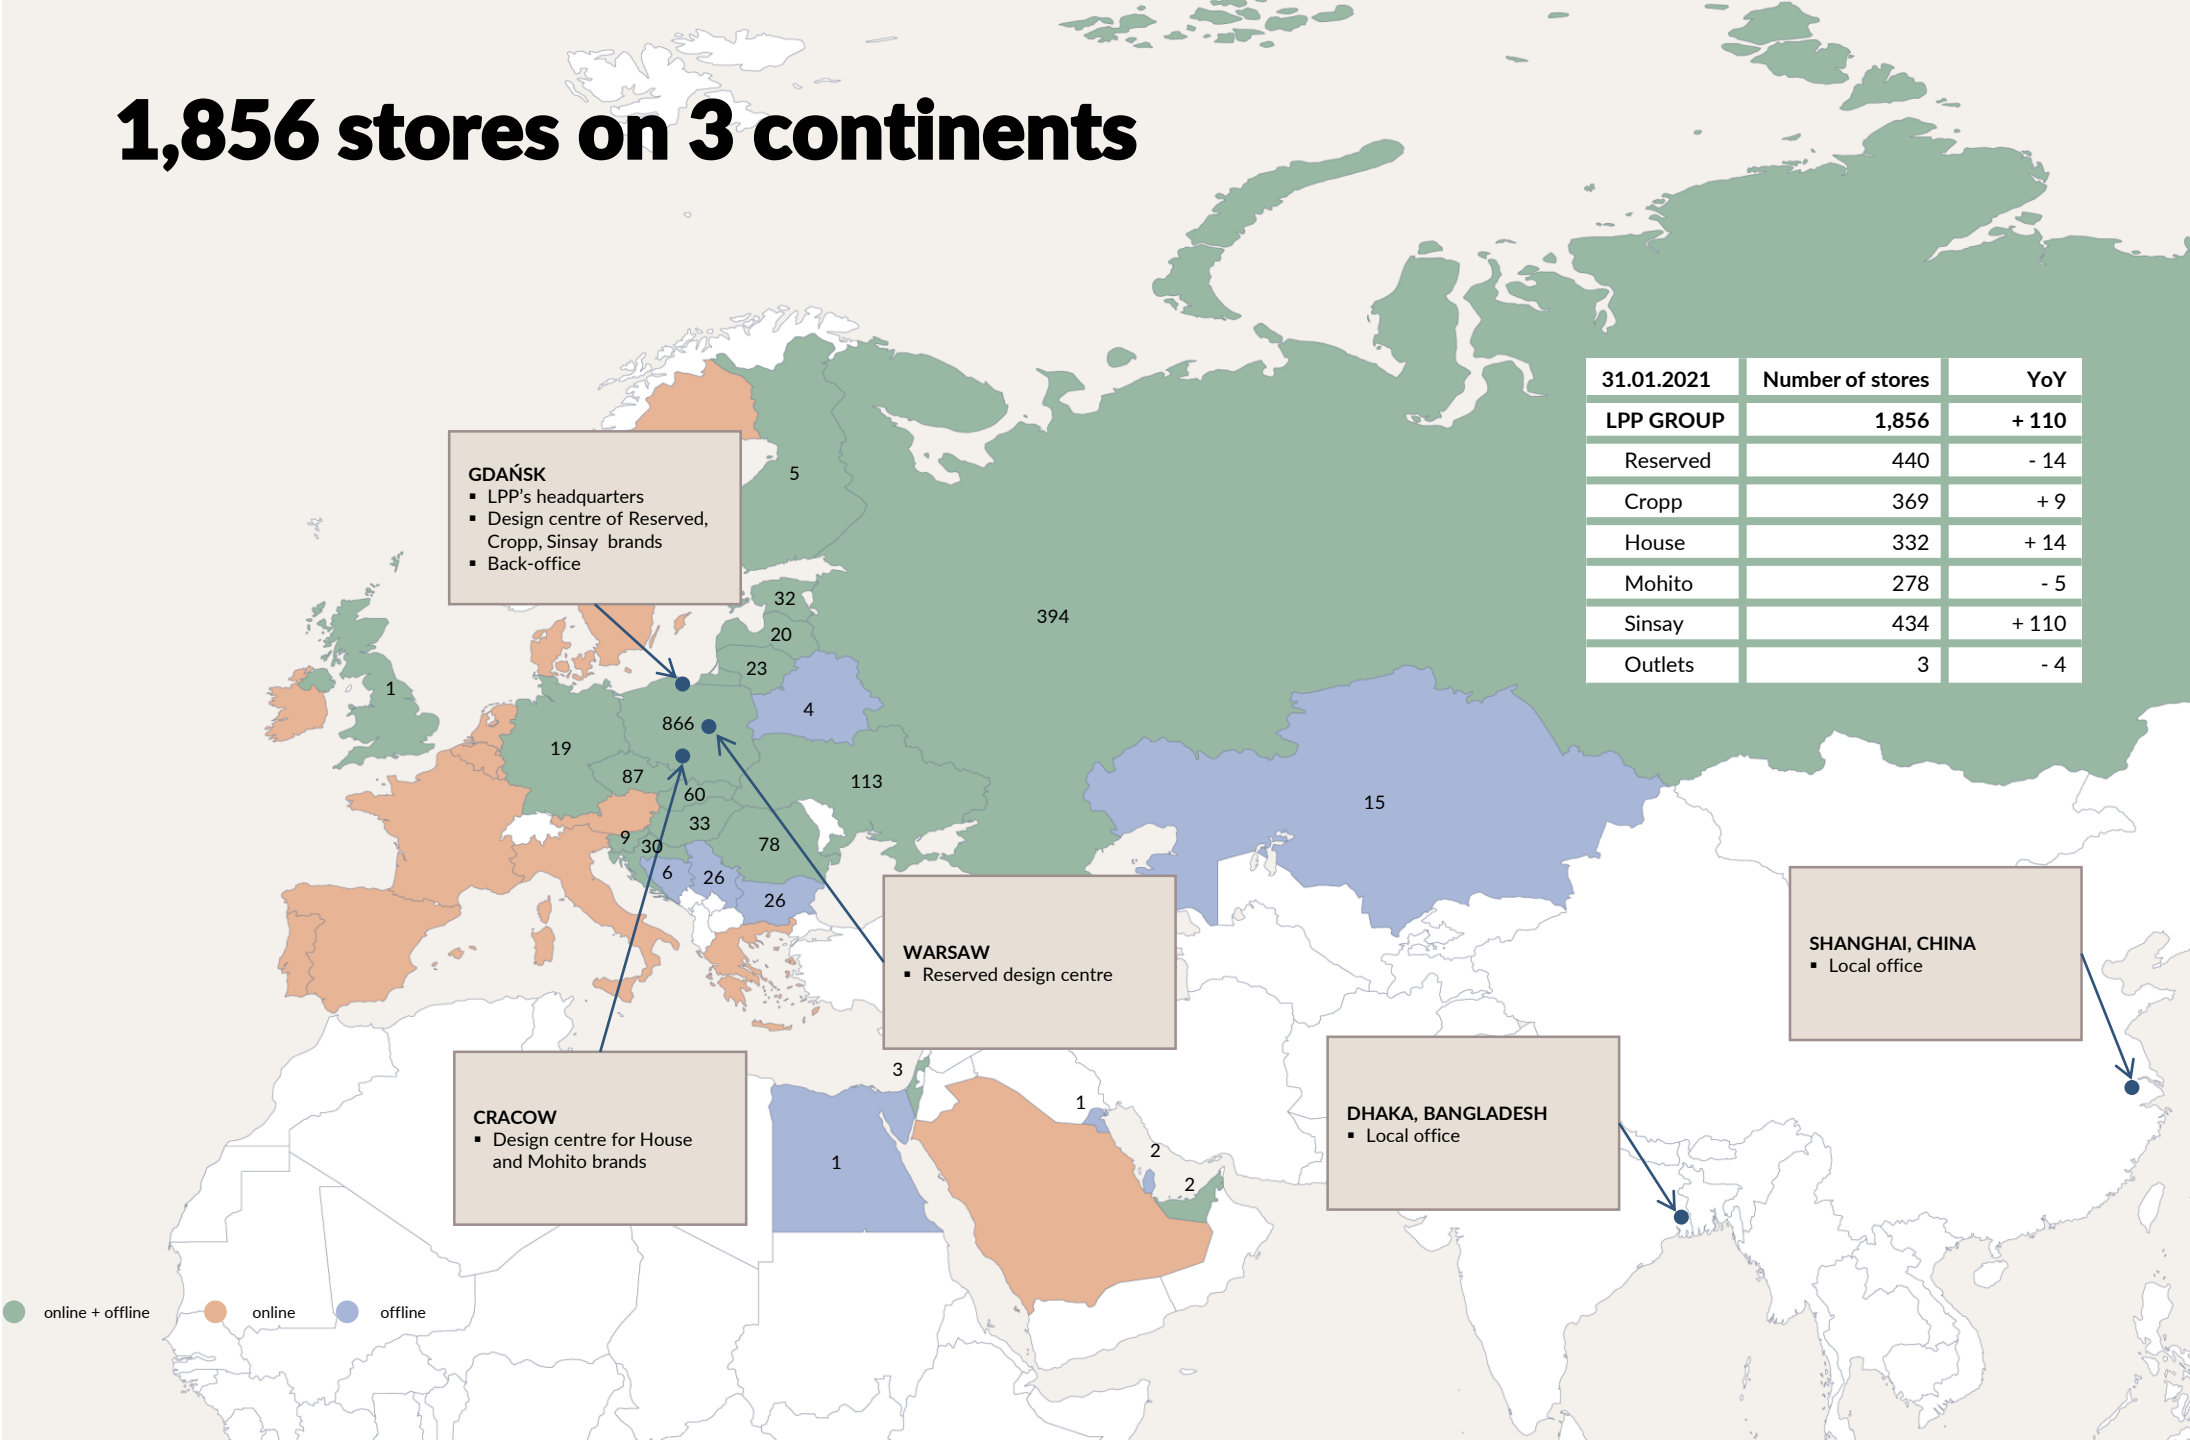 1,856 stores on 3 continents
31.01.2021 Number of stores YoY
LPP GROUP 1,856 + 110
Reserved 440 - 14
Cropp 369 + 9
House 332 + 14
Mohito 278 - 5
Sinsay 434 + 110
Outlets 3 - 4
GDAŃSK
▪ LPP’s headquarters
▪ Design centre of Reserved,
Cropp, Sinsay brands
▪ Back-office
5
32
20
394
23
1
4
866
19
87
113
60
15
33
9
30
78
6
26
26
WARSAW
▪ Reserved design centre
SHANGHAI, CHINA
▪ Local office
3
1
CRACOW
▪ Design centre for House
and Mohito brands
DHAKA, BANGLADESH
▪ Local office
1
2
2
online + offline
online
offline